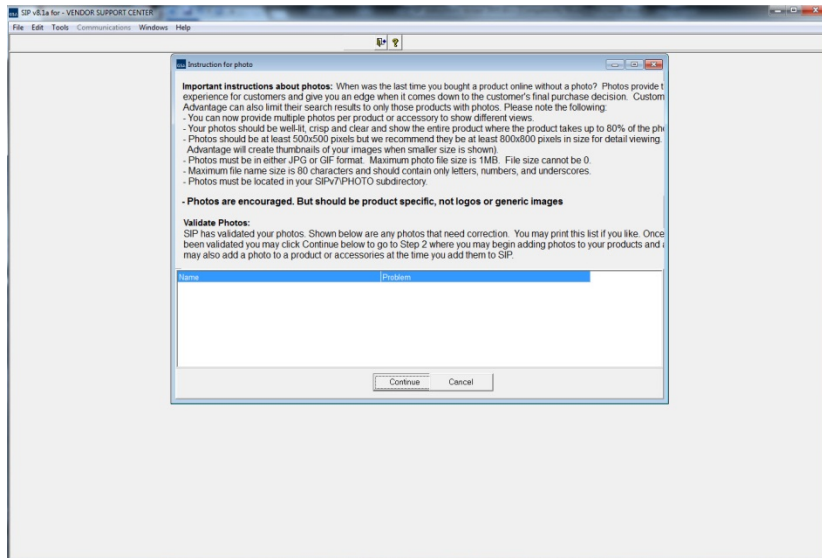 SIP v8.1a for - VENDOR SUPPORT CENTER
File Edit Tools Communications Windows Help
Instruction for photo
Important instructions about photos: When was the last time you bought a product online without a photo? Photos provide t
experience for customers and give you an edge when it comes down to the customer's final purchase decision. Custom
Advantage can also limit their search results to only those products with photos. Please note the following:
- You can now provide multiple photos per product or accessory to show different views.
- Your photos should be well-lit, crisp and clear and show the entire product where the product takes up to 80% of the pho
- Photos should be at least 500x500 pixels but we recommend they be at least 800x800 pixels in size for detail viewing.
Advantage will create thumbnails of your images when smaller size is shown).
- Photos must be in either JPG or GIF format. Maximum photo file size is 1MB. File size cannot be 0.
- Maximum file name size is 80 characters and should contain only letters, numbers, and underscores.
- Photos must be located in your SIPv7\PHOTO subdirectory.
- Photos are encouraged. But should be product specific, not logos or generic images
Validate Photos:
SIP has validated your photos. Shown below are any photos that need correction. You may print this list if you like. Once
been validated you may click Continue below to go to Step 2 where you may begin adding photos to your products and a
may also add a photo to a product or accessories at the time you add them to SIP.
Name Problem
Continue Cancel